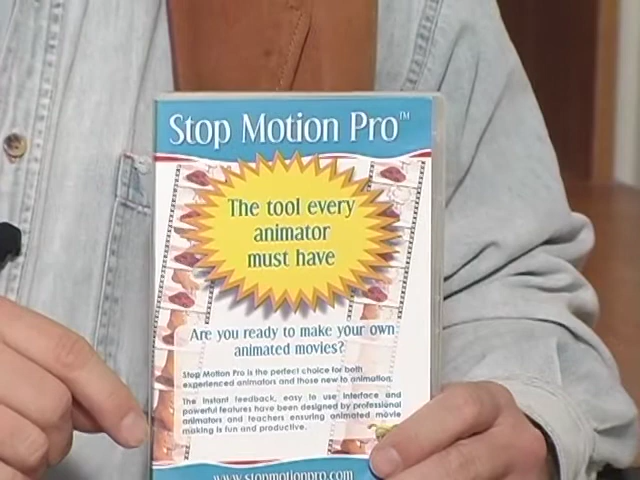 Stop Motion Pro™
The tool every
animator
must have
Are you ready to make your own
animated movies?
Stop Motion Pro is the perfect choice for both
experienced animators and those new to animation.
The instant feedback, easy to use interface and
powerful features have been designed by professional
animators and teachers ensuring animated movie
making is fun and productive.
www.stopmotionpro.com